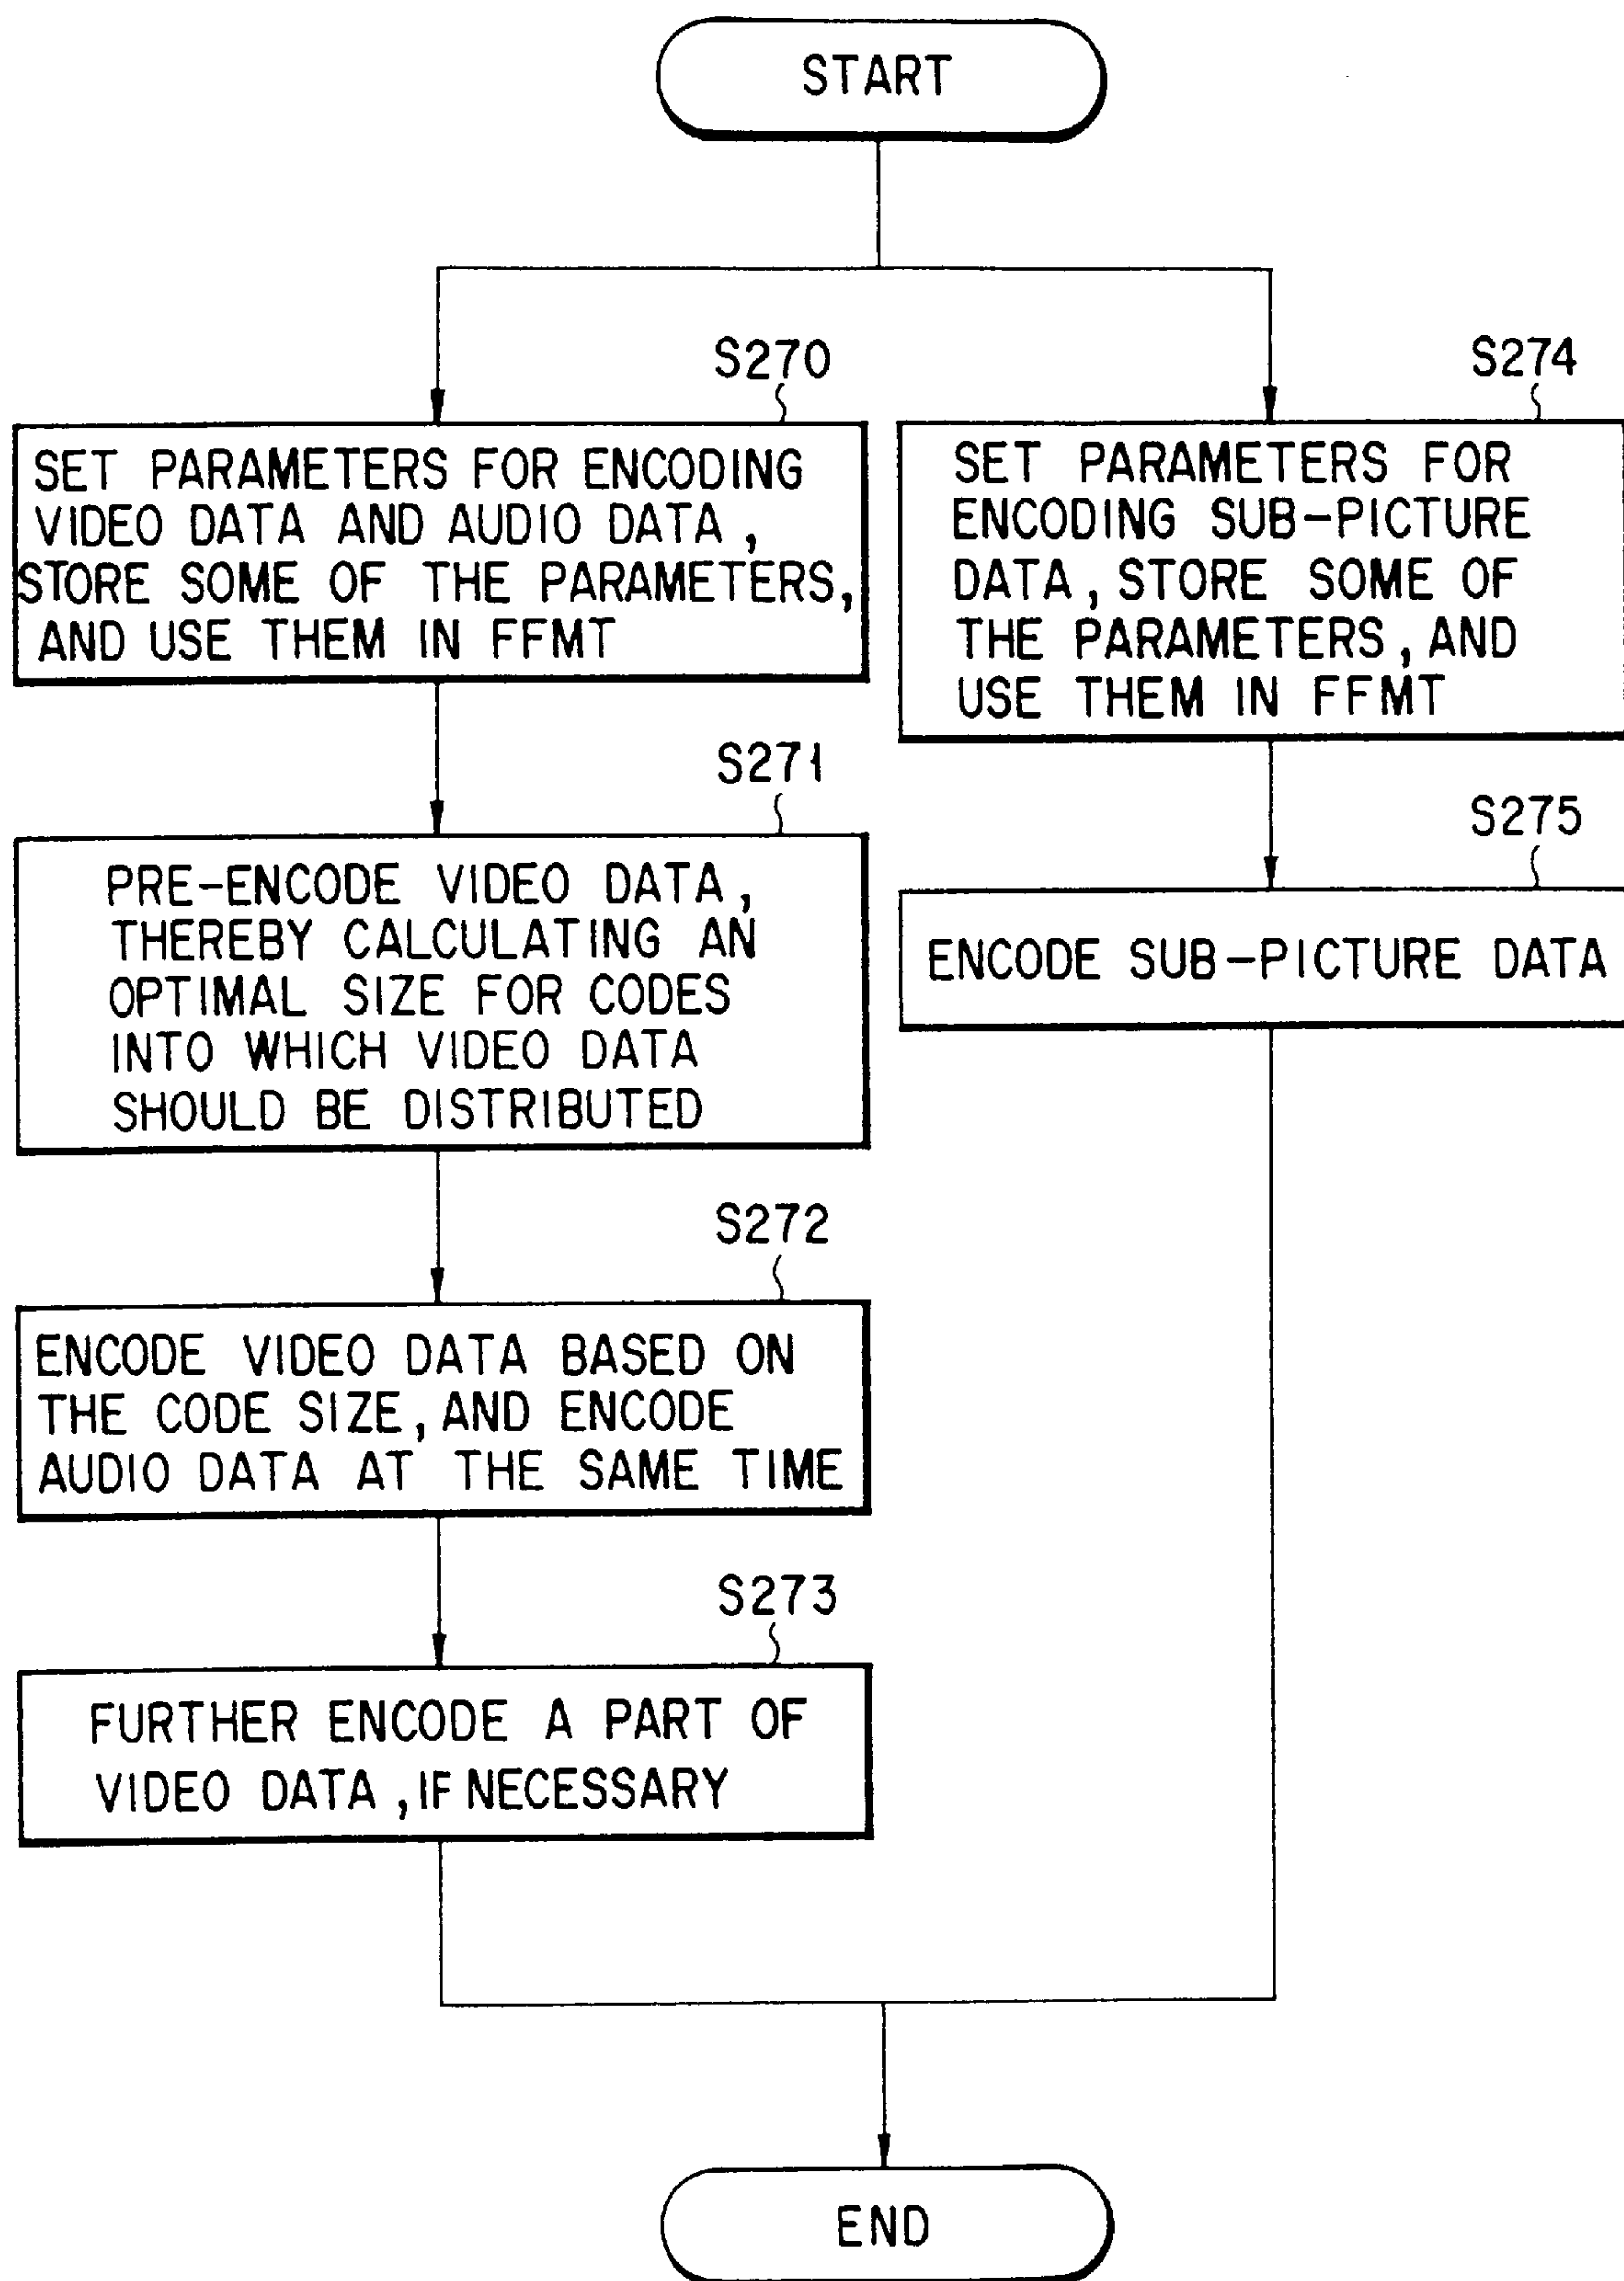 START
S270
SET PARAMETERS FOR ENCODING
VIDEO DATA AND AUDIO DATA,
STORE SOME OF THE PARAMETERS,
AND USE THEM IN FFMT
S271
PRE-ENCODE VIDEO DATA,
THEREBY CALCULATING AN
OPTIMAL SIZE FOR CODES
INTO WHICH VIDEO DATA
SHOULD BE DISTRIBUTED
S272
ENCODE VIDEO DATA BASED ON
THE CODE SIZE, AND ENCODE
AUDIO DATA AT THE SAME TIME
S273
FURTHER ENCODE A PART OF
VIDEO DATA, IF NECESSARY
S274
SET PARAMETERS FOR
ENCODING SUB-PICTURE
DATA, STORE SOME OF
THE PARAMETERS, AND
USE THEM IN FFMT
S275
ENCODE SUB-PICTURE DATA
END